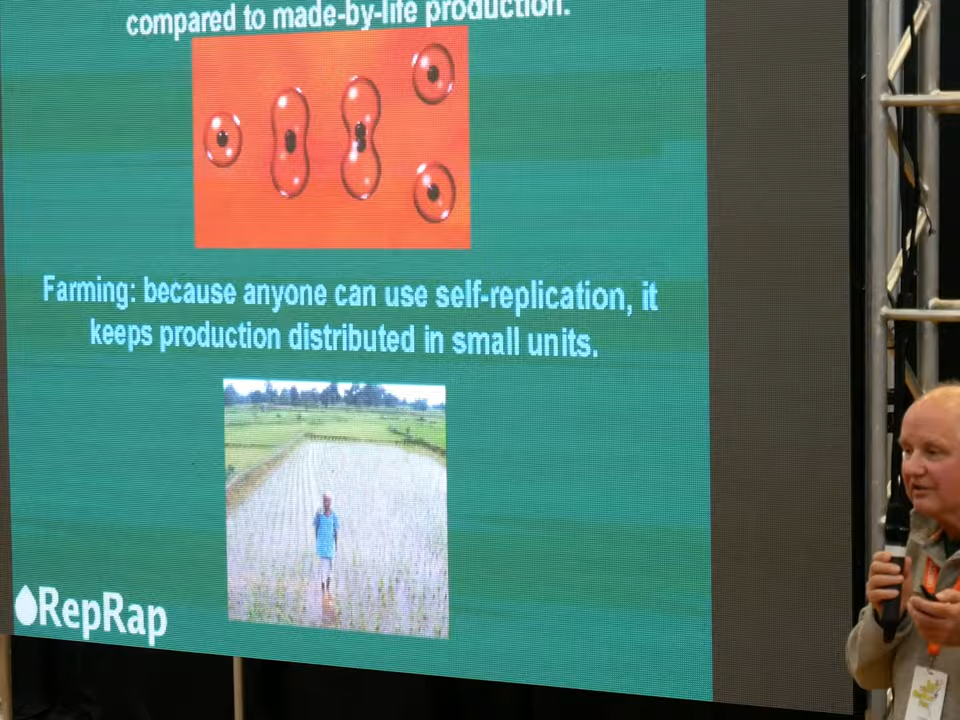 compared to made-by-life production.
Farming: because anyone can use self-replication, it
keeps production distributed in small units.
RepRap